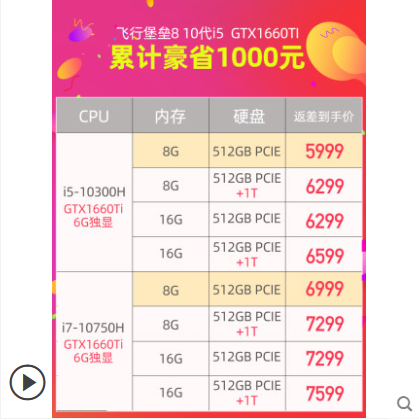 飞行堡垒8 10代i5 GTX1660TI
累计豪省1000元
CPU 内存 硬盘 返差到手价
i5-10300H
GTX1660Ti
6G独显
8G 512GB PCIE 5999
8G 512GB PCIE
+1T 6299
16G 512GB PCIE 6299
16G 512GB PCIE
+1T 6599
i7-10750H
GTX1660Ti
6G独显
8G 512GB PCIE 6999
8G 512GB PCIE
+1T 7299
16G 512GB PCIE 7299
16G 512GB PCIE
+1T 7599